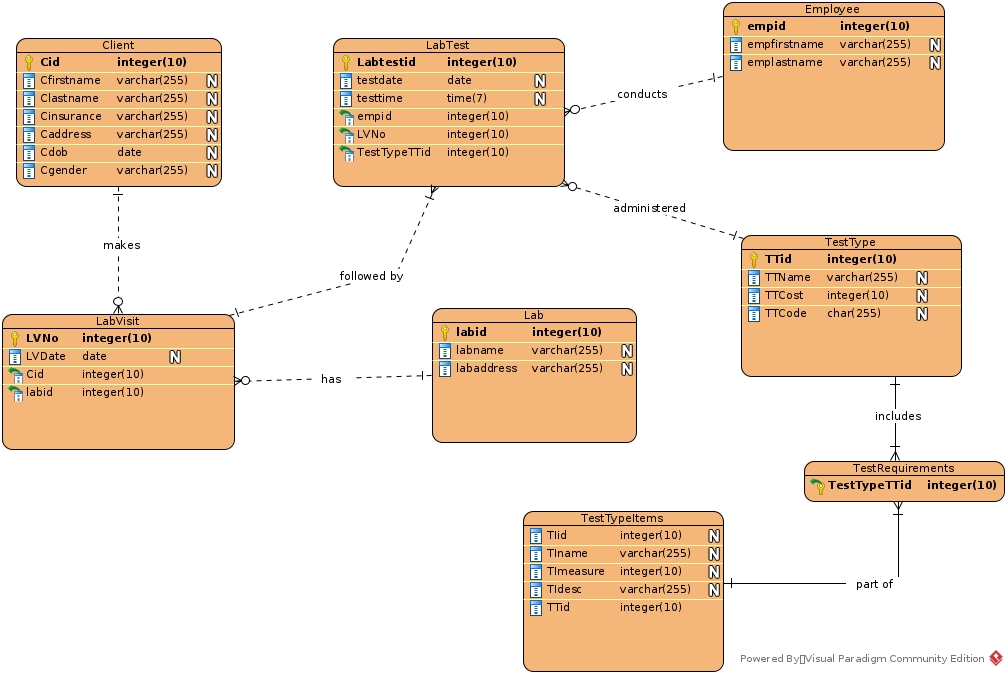 Employee
empid integer(10)
empfirstname varchar(255) N
emplastname varchar(255) N
Client
Cid integer(10)
Cfirstname varchar(255) N
Clastname varchar(255) N
Cinsurance varchar(255) N
Caddress varchar(255) N
Cdob date N
Cgender varchar(255) N
LabTest
Labtestid integer(10)
testdate date N
testtime time(7) N
empid integer(10)
LVNo integer(10)
TestTypeTTid integer(10)
conducts
administered
makes
followed by
TestType
TTid integer(10)
TTName varchar(255) N
TTCost integer(10) N
TTCode char(255) N
LabVisit
LVNo integer(10)
LVDate date N
Cid integer(10)
labid integer(10)
has
Lab
labid integer(10)
labname varchar(255) N
labaddress varchar(255) N
includes
TestRequirements
TestTypeTTid integer(10)
TestTypeItems
TIid integer(10) N
TIname varchar(255) N
TImeasure integer(10) N
TIdesc varchar(255) N
TTid integer(10)
part of
Powered By▯Visual Paradigm Community Edition